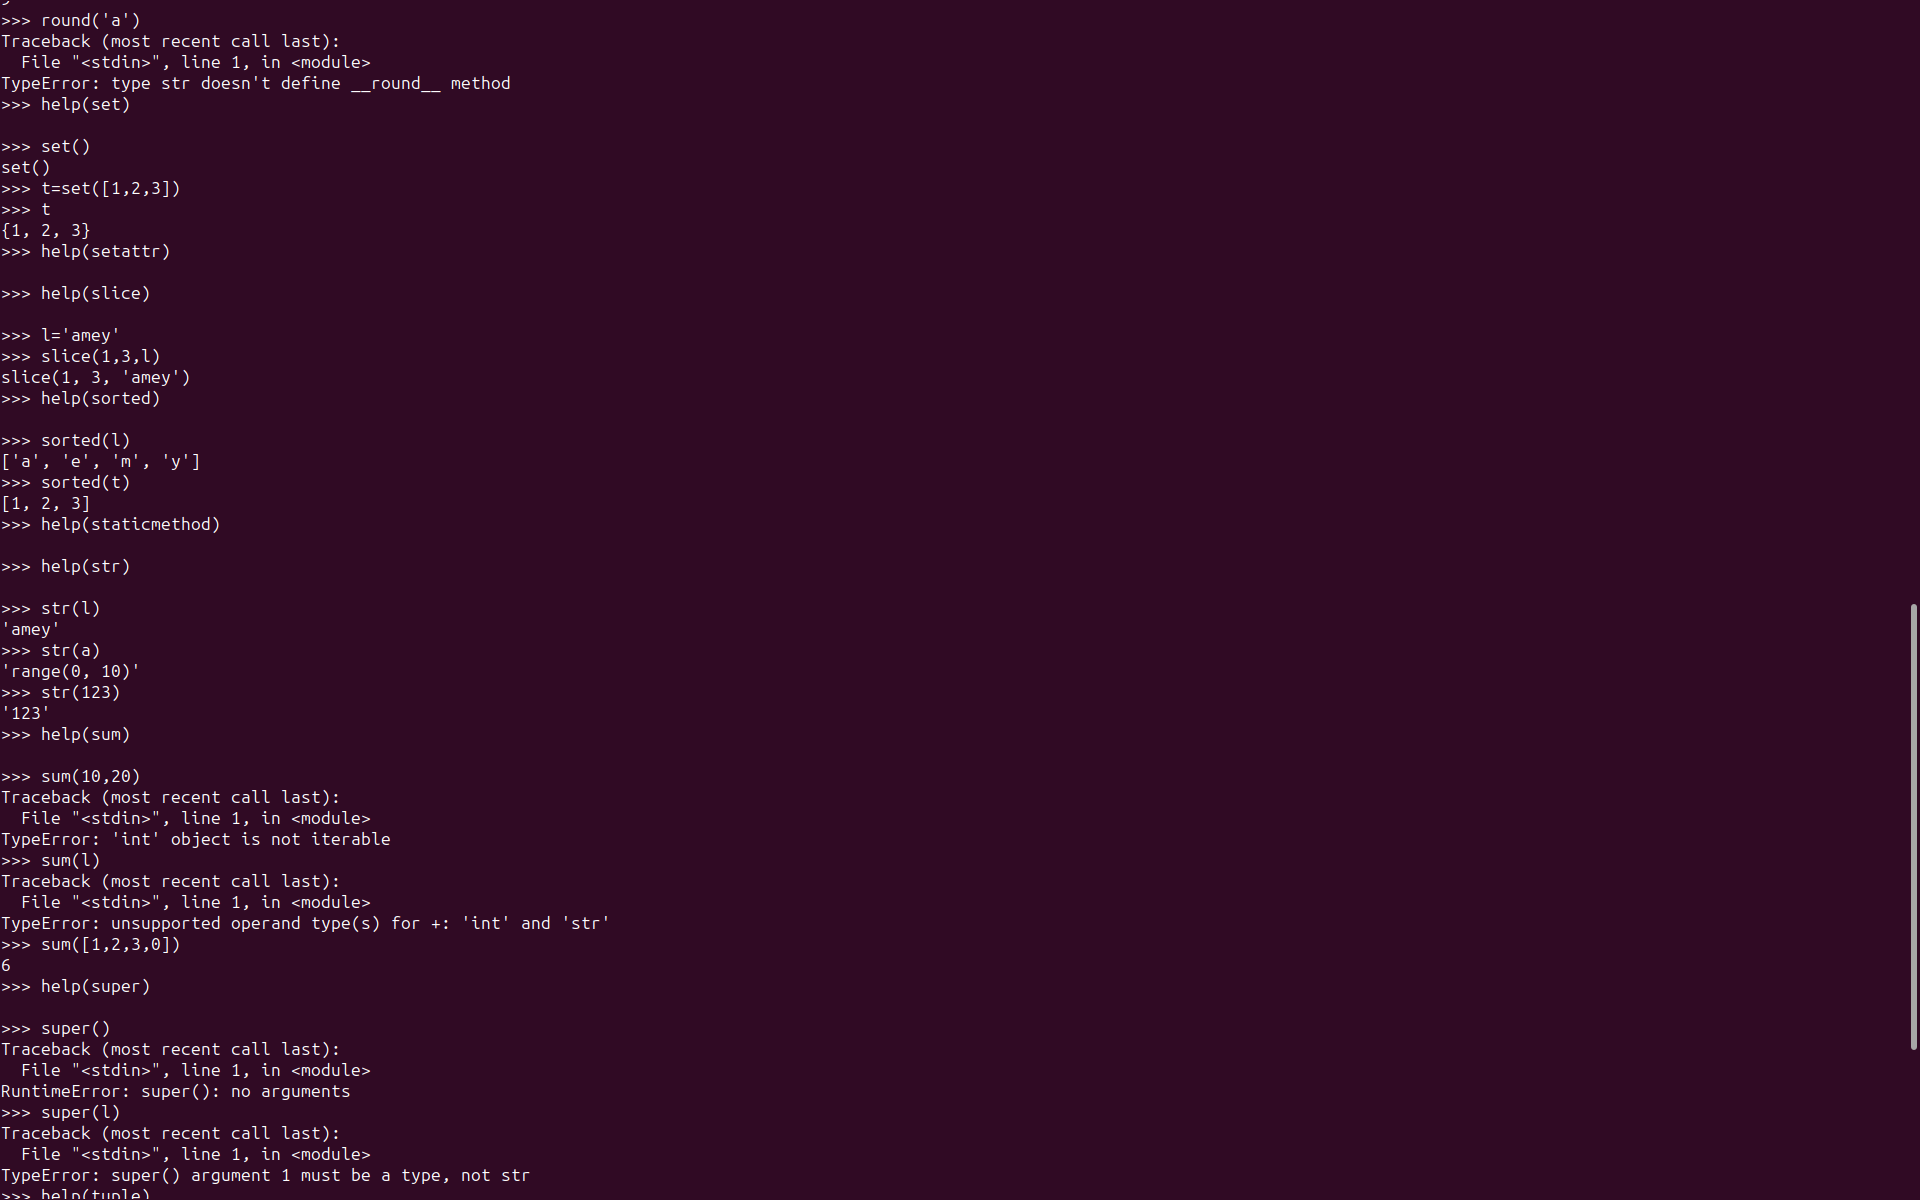 >>> round('a')
Traceback (most recent call last):
  File "<stdin>", line 1, in <module>
TypeError: type str doesn't define __round__ method
>>> help(set)

>>> set()
set()
>>> t=set([1,2,3])
>>> t
{1, 2, 3}
>>> help(setattr)

>>> help(slice)

>>> l='amey'
>>> slice(1,3,l)
slice(1, 3, 'amey')
>>> help(sorted)

>>> sorted(l)
['a', 'e', 'm', 'y']
>>> sorted(t)
[1, 2, 3]
>>> help(staticmethod)

>>> help(str)

>>> str(l)
'amey'
>>> str(a)
'range(0, 10)'
>>> str(123)
'123'
>>> help(sum)

>>> sum(10,20)
Traceback (most recent call last):
  File "<stdin>", line 1, in <module>
TypeError: 'int' object is not iterable
>>> sum(l)
Traceback (most recent call last):
  File "<stdin>", line 1, in <module>
TypeError: unsupported operand type(s) for +: 'int' and 'str'
>>> sum([1,2,3,0])
6
>>> help(super)

>>> super()
Traceback (most recent call last):
  File "<stdin>", line 1, in <module>
RuntimeError: super(): no arguments
>>> super(l)
Traceback (most recent call last):
  File "<stdin>", line 1, in <module>
TypeError: super() argument 1 must be a type, not str
>>> help(tuple)